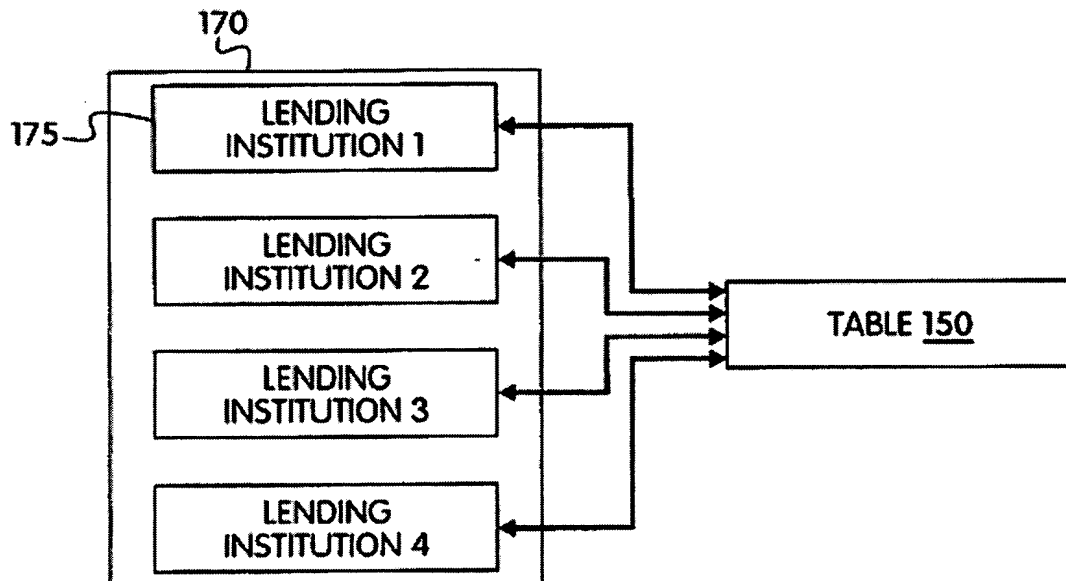 170
175
LENDING
INSTITUTION 1
LENDING
INSTITUTION 2
LENDING
INSTITUTION 3
LENDING
INSTITUTION 4
TABLE 150